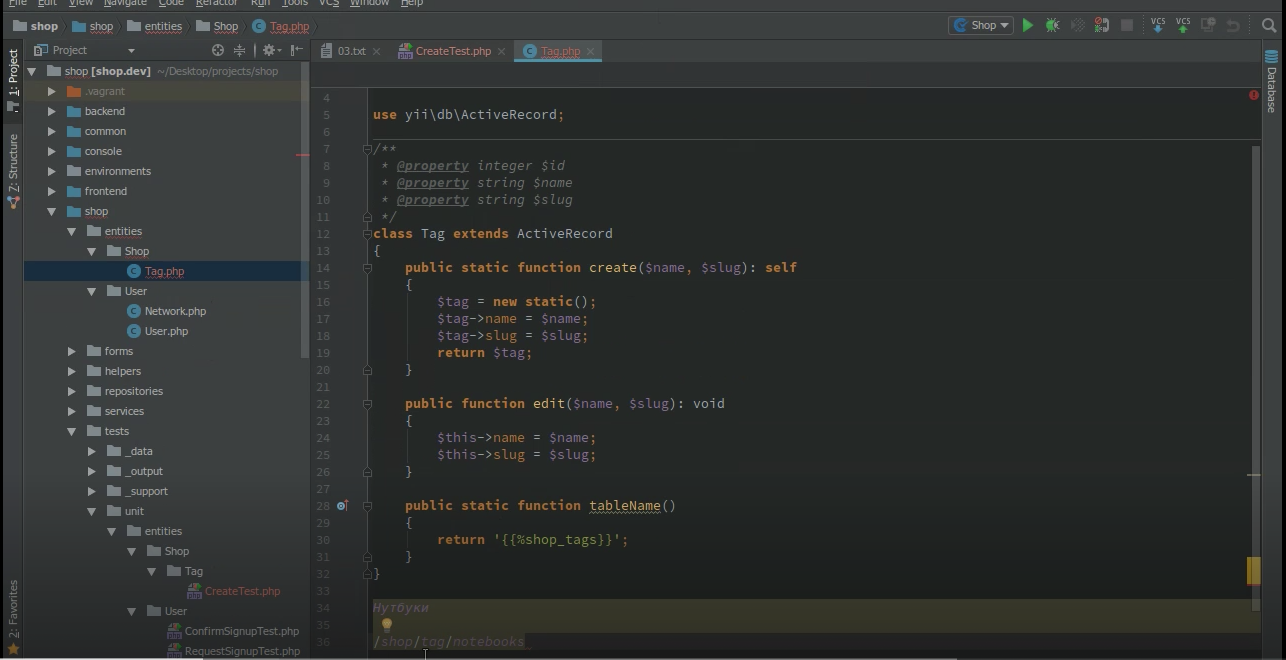 File Edit View Navigate Code Refactor Run Tools VCS Window Help
shop shop entities Shop Tag.php Shop VCS VCS
Project 03.txt CreateTest.php Tag.php
1: Project
Z: Structure
2: Favorites
Database
shop [shop.dev] ~/Desktop/projects/shop
.vagrant
backend
common
console
environments
frontend
shop
entities
Shop
Tag.php
User
Network.php
User.php
forms
helpers
repositories
services
tests
_data
_output
_support
unit
entities
Shop
Tag
CreateTest.php
User
ConfirmSignupTest.php
RequestSignupTest.php
4
5 use yii\db\ActiveRecord;
6
7 /**
8 * @property integer $id
9 * @property string $name
10 * @property string $slug
11 */
12 class Tag extends ActiveRecord
13 {
14 public static function create($name, $slug): self
15 {
16 $tag = new static();
17 $tag->name = $name;
18 $tag->slug = $slug;
19 return $tag;
20 }
21
22 public function edit($name, $slug): void
23 {
24 $this->name = $name;
25 $this->slug = $slug;
26 }
27
28 public static function tableName()
29 {
30 return '{{%shop_tags}}';
31 }
32 }
33
34 Нутбуки
35
36 /shop/tag/notebooks